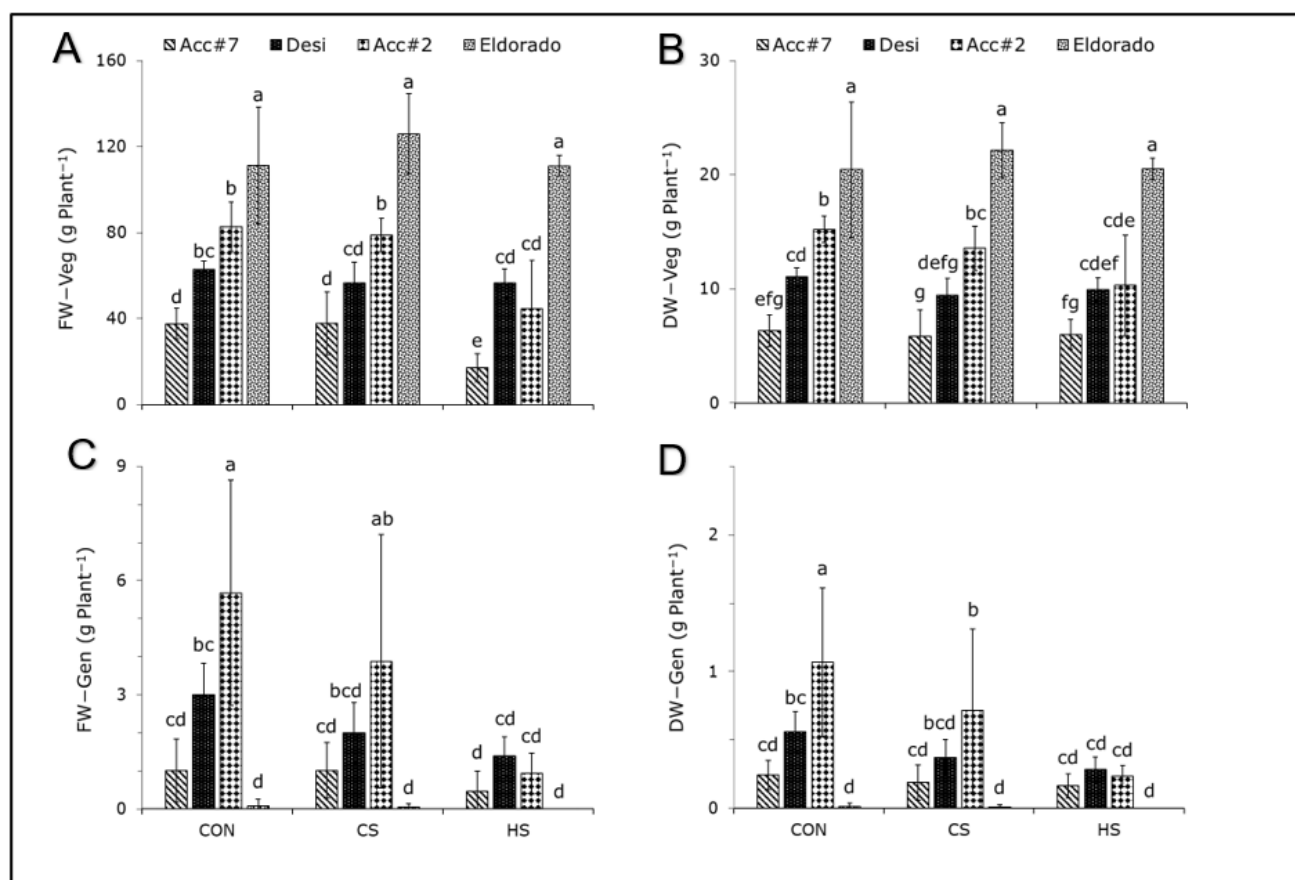 A
Acc#7 Desi Acc#2 Eldorado
160
120
80
40
0
FW−Veg (g Plant⁻¹)
d bc b a
d cd b a
e cd cd a
B
Acc#7 Desi Acc#2 Eldorado
30
20
10
0
DW−Veg (g Plant⁻¹)
efg cd b a
g defg bc a
fg cdef cde a
C
9
6
3
0
FW−Gen (g Plant⁻¹)
cd bc a d
cd bcd ab d
d cd cd d
CON CS HS
D
2
1
0
DW−Gen (g Plant⁻¹)
cd bc a d
cd bcd b d
cd cd cd d
CON CS HS